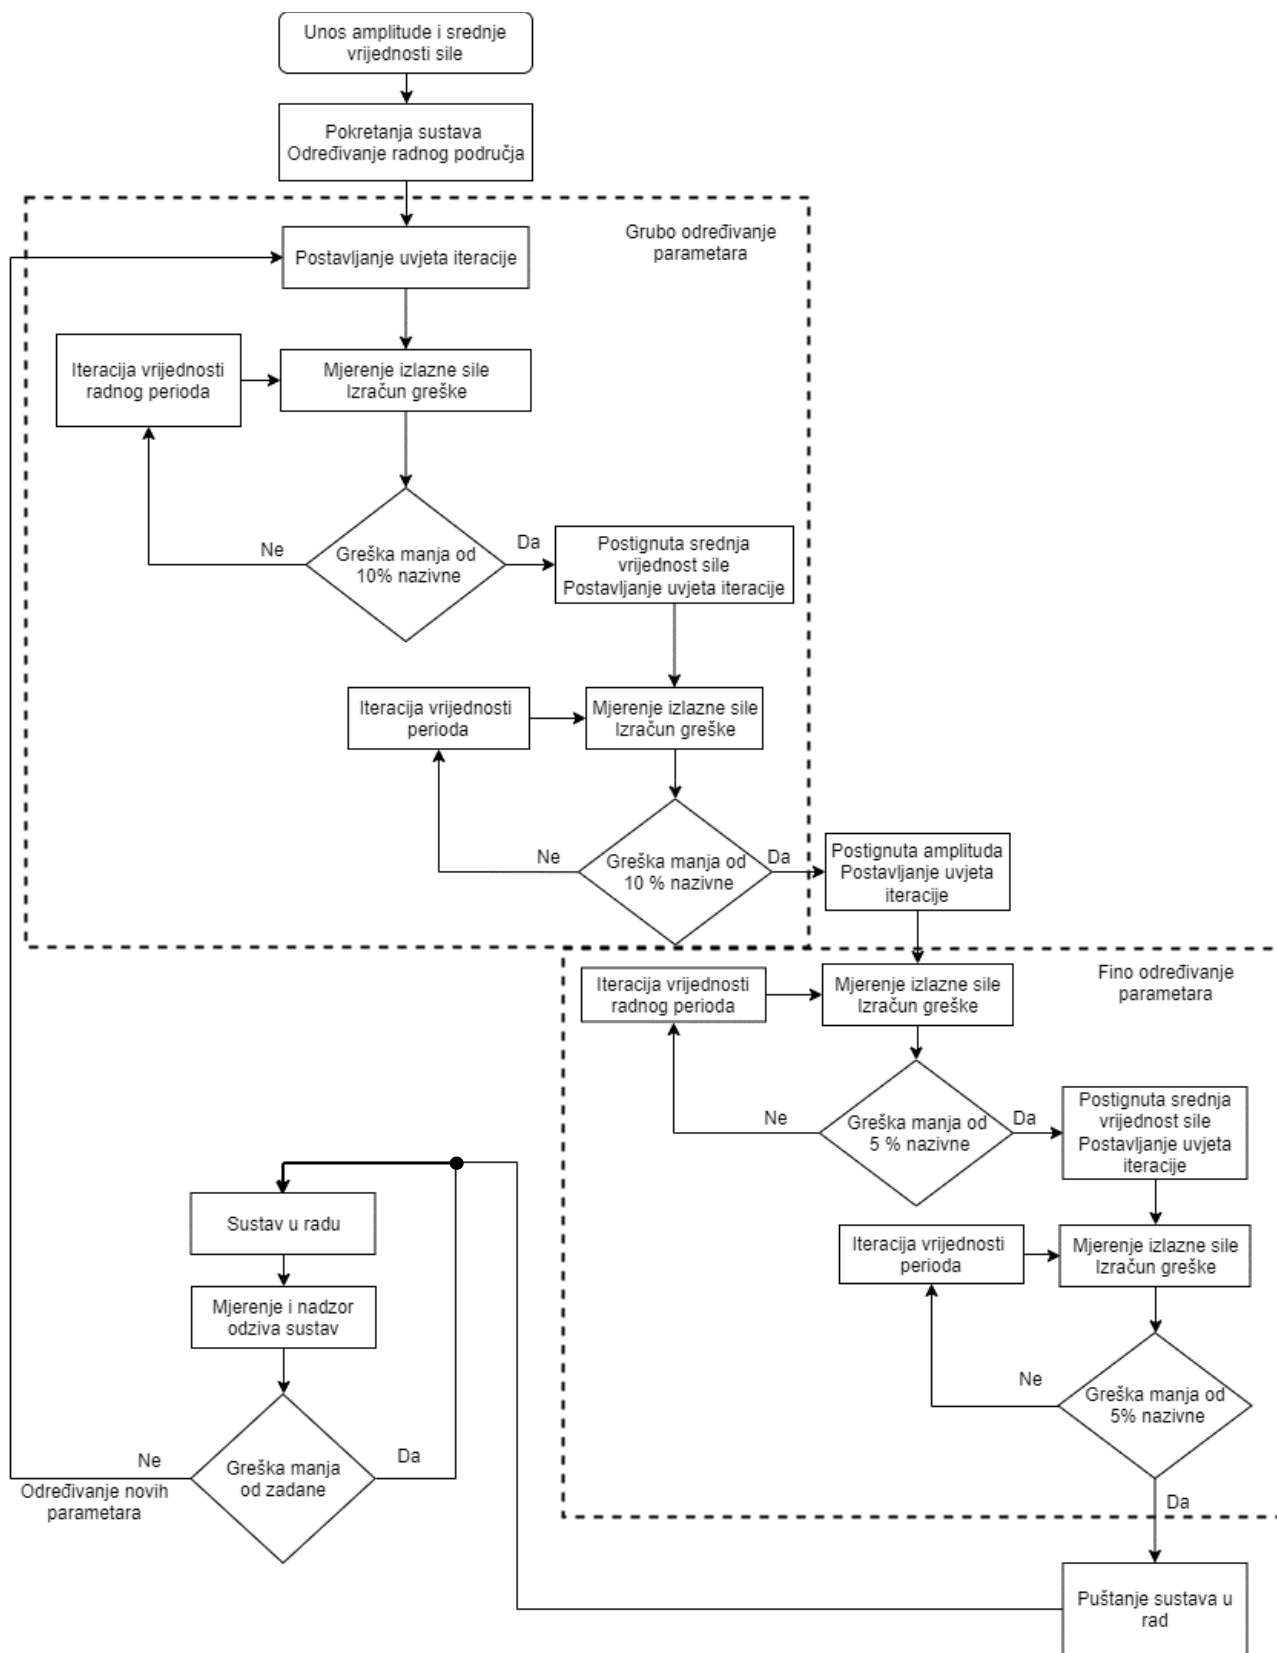 Unos amplitude i srednje
vrijednosti sile
Pokretanja sustava
Određivanje radnog područja
Grubo određivanje
parametara
Postavljanje uvjeta iteracije
Iteracija vrijednosti
radnog perioda
Mjerenje izlazne sile
Izračun greške
Ne
Greška manja od
10% nazivne
Da
Postignuta srednja
vrijednost sile
Postavljanje uvjeta iteracije
Iteracija vrijednosti
perioda
Mjerenje izlazne sile
Izračun greške
Ne
Greška manja od
10 % nazivne
Da
Postignuta amplituda
Postavljanje uvjeta
iteracije
Fino određivanje
parametara
Iteracija vrijednosti
radnog perioda
Mjerenje izlazne sile
Izračun greške
Ne
Greška manja od
5 % nazivne
Da
Postignuta srednja
vrijednost sile
Postavljanje uvjeta
iteracije
Iteracija vrijednosti
perioda
Mjerenje izlazne sile
Izračun greške
Ne
Greška manja od
5% nazivne
Da
Puštanje sustava u
rad
Sustav u radu
Mjerenje i nadzor
odziva sustav
Greška manja
od zadane
Da
Ne
Određivanje novih
parametara